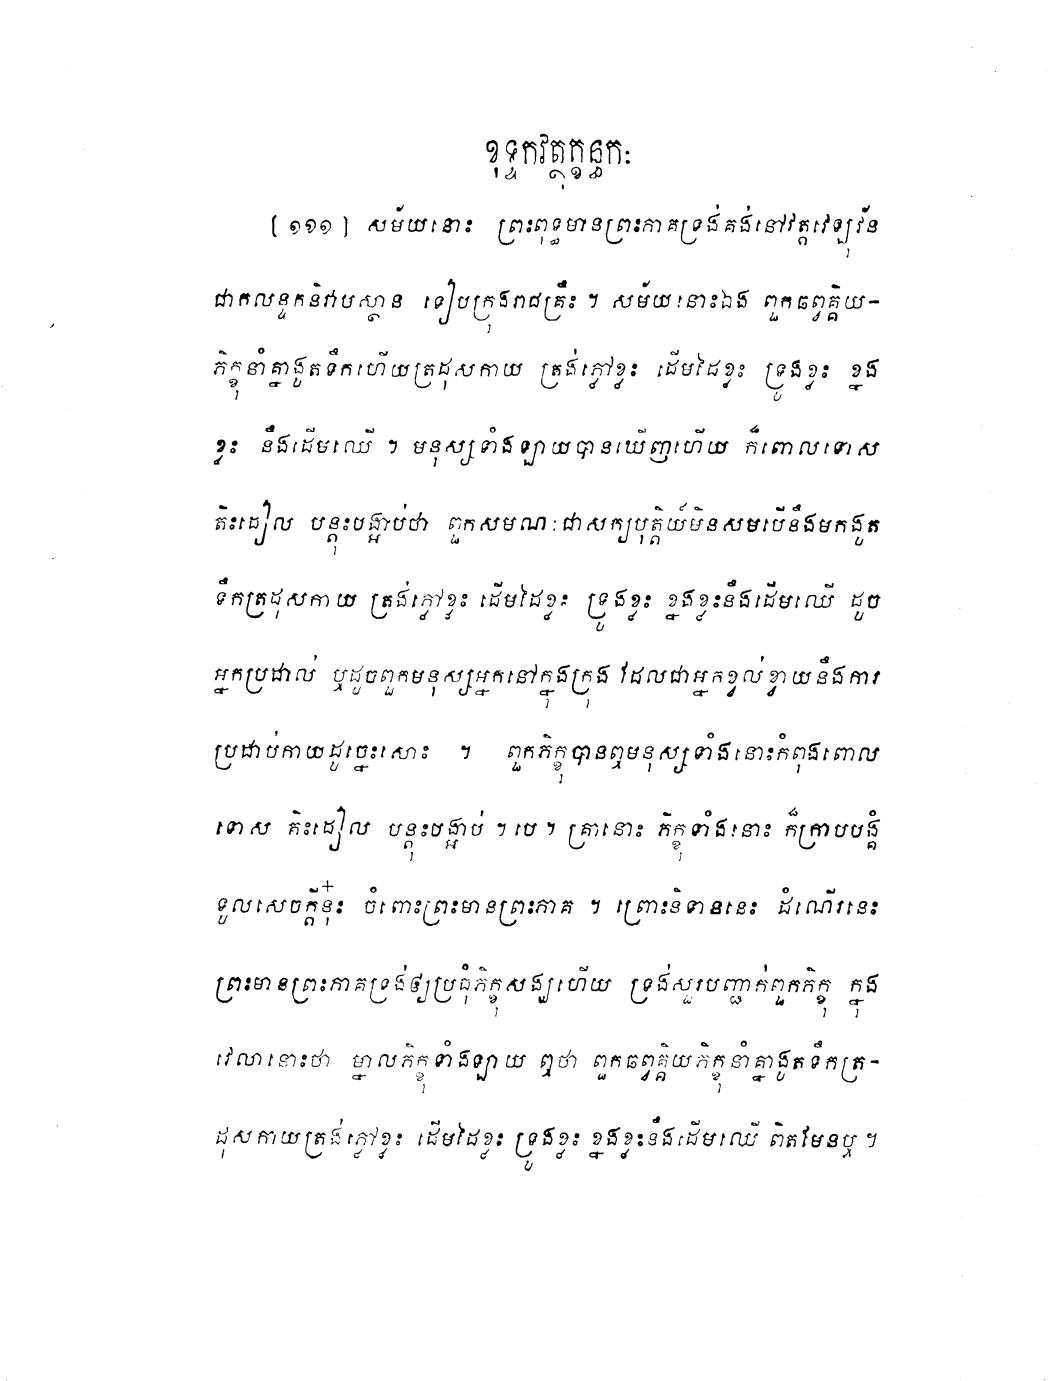 ខុទ្ទកវត្ថុក្ខន្ធកៈ
[ ១១១ ] សម័យនោះ ព្រះពុទ្ធមានព្រះភាគទ្រង់គង់នៅវត្តវេឡុវ័ន
ជាកលន្ទកនិវាបស្ថាន ទៀបក្រុងរាជគ្រឹះ ។ សម័យនោះឯង ពួកឆព្វគ្គិយ-
ភិក្ខុនាំគ្នាងូតទឹកហើយត្រដុសកាយ ត្រង់ភ្លៅខ្លះ ដើមដៃខ្លះ ទ្រូងខ្លះ ខ្នង
ខ្លះ នឹងដើមឈើ ។ មនុស្សទាំងឡាយបានឃើញហើយ ក៏ពោលទោស
តិះដៀល បន្តុះបង្អាប់ថា ពួកសមណៈជាសក្យបុត្តិយ៍មិនសមបើនឹងមកងូត
ទឹកត្រដុសកាយ ត្រង់ភ្លៅខ្លះ ដើមដៃខ្លះ ទ្រូងខ្លះ ខ្នងខ្លះនឹងដើមឈើ ដូច
អ្នកប្រដាល់ ឬដូចពួកមនុស្សអ្នកនៅក្នុងក្រុង ដែលជាអ្នកខ្វល់ខ្វាយនឹងការ
ប្រដាប់កាយដូច្នេះសោះ ។ ពួកភិក្ខុបានឮមនុស្សទាំងនោះកំពុងពោល
ទោស តិះដៀល បន្តុះបង្អាប់ ។ បេ ។ គ្រានោះ ភិក្ខុទាំងនោះ ក៏ក្រាបបង្គំ
ទូលសេចក្តីនុ៎ះ ចំពោះព្រះមានព្រះភាគ ។ ព្រោះនិទាននេះ ដំណើរនេះ
ព្រះមានព្រះភាគទ្រង់ឲ្យប្រជុំភិក្ខុសង្ឃហើយ ទ្រង់សួរបញ្ជាក់ពួកភិក្ខុ ក្នុង
វេលានោះថា ម្នាលភិក្ខុទាំងឡាយ ឮថា ពួកឆព្វគ្គិយភិក្ខុនាំគ្នាងូតទឹកត្រ-
ដុសកាយត្រង់ភ្លៅខ្លះ ដើមដៃខ្លះ ទ្រូងខ្លះ ខ្នងខ្លះនឹងដើមឈើ ពិតមែនឬ ។